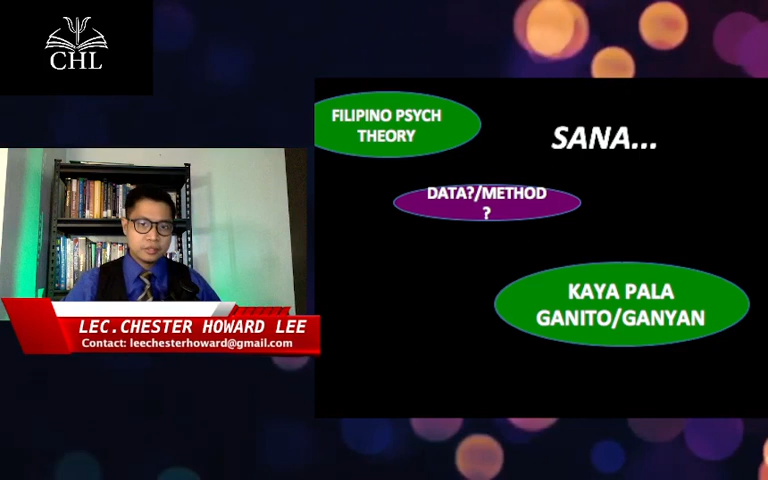 CHL
FILIPINO PSYCH
THEORY
SANA...
DATA?/METHOD
?
KAYA PALA
GANITO/GANYAN
LEC.CHESTER HOWARD LEE
Contact: leechesterhoward@gmail.com